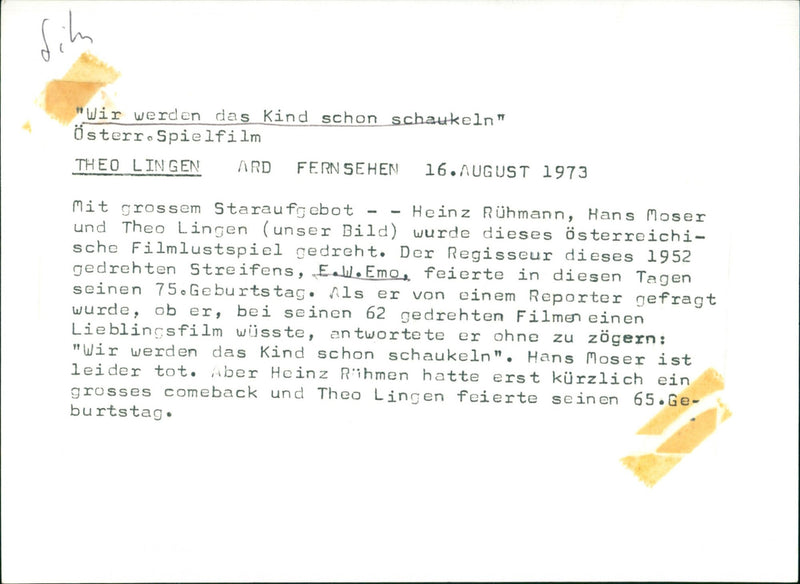 Film
"Wir werden das Kind schon schaukeln"
Österr.Spielfilm
THEO LINGEN ARD FERNSEHEN 16.AUGUST 1973
Mit grossem Staraufgebot - - Heinz Rühmann, Hans Moser
und Theo Lingen (unser Bild) wurde dieses österreichi-
sche Filmlustspiel gedreht. Der Regisseur dieses 1952
gedrehten Streifens, E.W.Emo, feierte in diesen Tagen
seinen 75.Geburtstag. Als er von einem Reporter gefragt
wurde, ob er, bei seinen 62 gedrehten Filmen einen
Lieblingsfilm wüsste, antwortete er ohne zu zögern:
"Wir werden das Kind schon schaukeln". Hans Moser ist
leider tot. Aber Heinz Rühmen hatte erst kürzlich ein
grosses comeback und Theo Lingen feierte seinen 65.Ge-
burtstag.